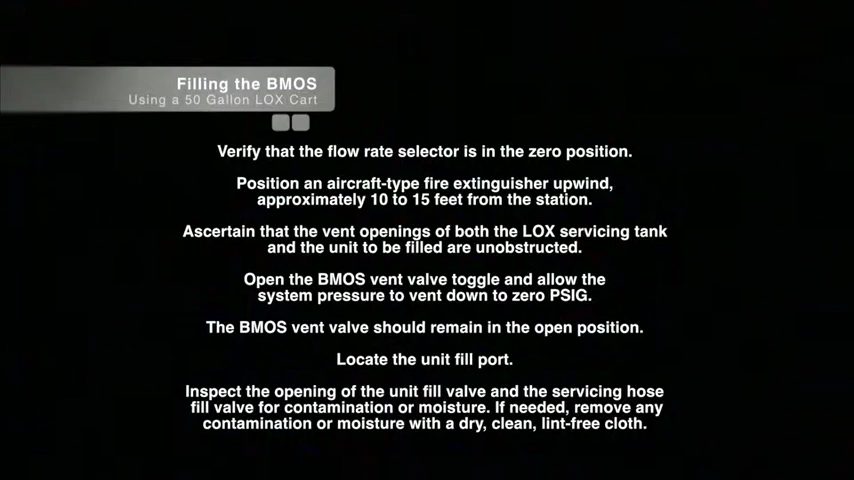 Filling the BMOS
Using a 50 Gallon LOX Cart
Verify that the flow rate selector is in the zero position.
Position an aircraft-type fire extinguisher upwind,
approximately 10 to 15 feet from the station.
Ascertain that the vent openings of both the LOX servicing tank
and the unit to be filled are unobstructed.
Open the BMOS vent valve toggle and allow the
system pressure to vent down to zero PSIG.
The BMOS vent valve should remain in the open position.
Locate the unit fill port.
Inspect the opening of the unit fill valve and the servicing hose
fill valve for contamination or moisture. If needed, remove any
contamination or moisture with a dry, clean, lint-free cloth.